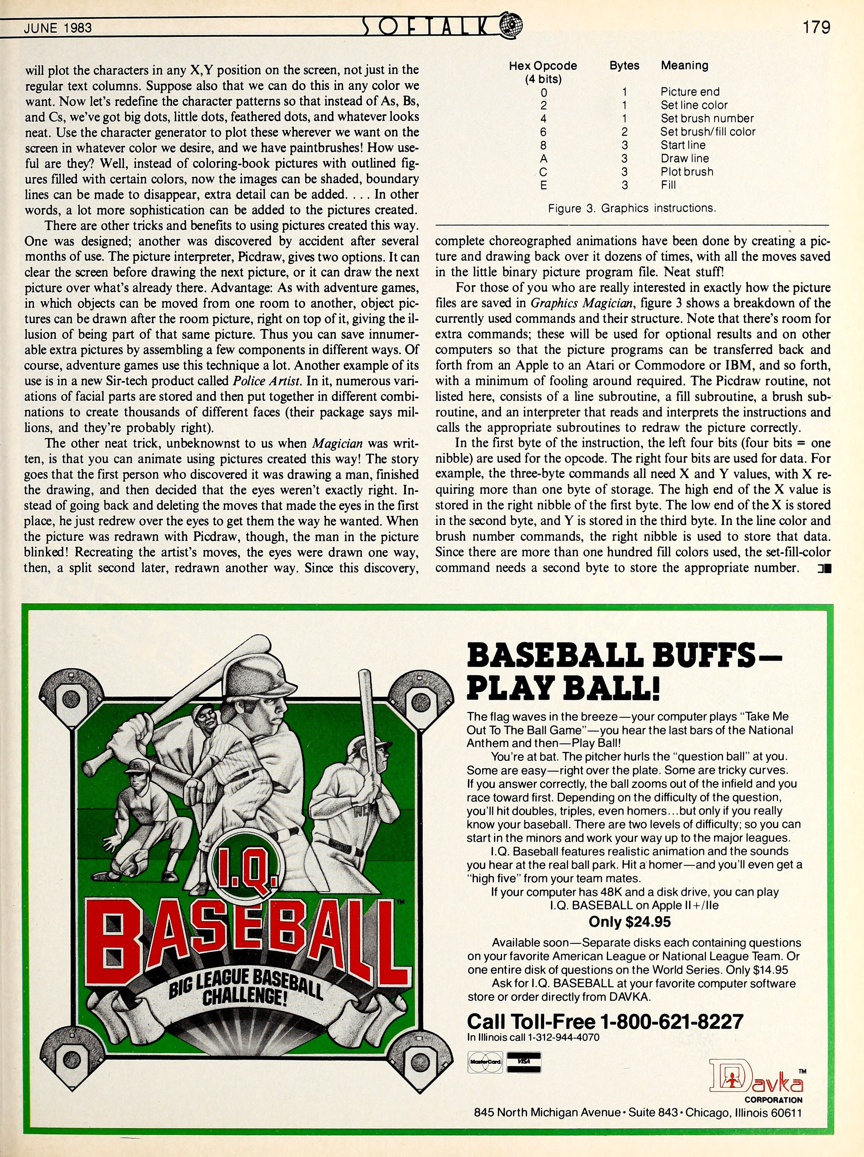 JUNE 1983
SOFTALK
179
will plot the characters in any X,Y position on the screen, not just in the
regular text columns. Suppose also that we can do this in any color we
want. Now let's redefine the character patterns so that instead of As, Bs,
and Cs, we've got big dots, little dots, feathered dots, and whatever looks
neat. Use the character generator to plot these wherever we want on the
screen in whatever color we desire, and we have paintbrushes! How use-
ful are they? Well, instead of coloring-book pictures with outlined fig-
ures filled with certain colors, now the images can be shaded, boundary
lines can be made to disappear, extra detail can be added. . . . In other
words, a lot more sophistication can be added to the pictures created.
There are other tricks and benefits to using pictures created this way.
One was designed; another was discovered by accident after several
months of use. The picture interpreter, Picdraw, gives two options. It can
clear the screen before drawing the next picture, or it can draw the next
picture over what's already there. Advantage: As with adventure games,
in which objects can be moved from one room to another, object pic-
tures can be drawn after the room picture, right on top of it, giving the il-
lusion of being part of that same picture. Thus you can save innumer-
able extra pictures by assembling a few components in different ways. Of
course, adventure games use this technique a lot. Another example of its
use is in a new Sir-tech product called Police Artist. In it, numerous vari-
ations of facial parts are stored and then put together in different combi-
nations to create thousands of different faces (their package says mil-
lions, and they're probably right).
The other neat trick, unbeknownst to us when Magician was writ-
ten, is that you can animate using pictures created this way! The story
goes that the first person who discovered it was drawing a man, finished
the drawing, and then decided that the eyes weren't exactly right. In-
stead of going back and deleting the moves that made the eyes in the first
place, he just redrew over the eyes to get them the way he wanted. When
the picture was redrawn with Picdraw, though, the man in the picture
blinked! Recreating the artist's moves, the eyes were drawn one way,
then, a split second later, redrawn another way. Since this discovery,
Hex Opcode Bytes Meaning
(4 bits)
0 1 Picture end
2 1 Set line color
4 1 Set brush number
6 2 Set brush/fill color
8 3 Start line
A 3 Draw line
C 3 Plot brush
E 3 Fill
Figure 3. Graphics instructions.
complete choreographed animations have been done by creating a pic-
ture and drawing back over it dozens of times, with all the moves saved
in the little binary picture program file. Neat stuff!
For those of you who are really interested in exactly how the picture
files are saved in Graphics Magician, figure 3 shows a breakdown of the
currently used commands and their structure. Note that there's room for
extra commands; these will be used for optional results and on other
computers so that the picture programs can be transferred back and
forth from an Apple to an Atari or Commodore or IBM, and so forth,
with a minimum of fooling around required. The Picdraw routine, not
listed here, consists of a line subroutine, a fill subroutine, a brush sub-
routine, and an interpreter that reads and interprets the instructions and
calls the appropriate subroutines to redraw the picture correctly.
In the first byte of the instruction, the left four bits (four bits = one
nibble) are used for the opcode. The right four bits are used for data. For
example, the three-byte commands all need X and Y values, with X re-
quiring more than one byte of storage. The high end of the X value is
stored in the right nibble of the first byte. The low end of the X is stored
in the second byte, and Y is stored in the third byte. In the line color and
brush number commands, the right nibble is used to store that data.
Since there are more than one hundred fill colors used, the set-fill-color
command needs a second byte to store the appropriate number.
NEW
I.Q.
BASEBALL™
BIG LEAGUE BASEBALL
CHALLENGE!
BASEBALL BUFFS—
PLAY BALL!
The flag waves in the breeze—your computer plays "Take Me
Out To The Ball Game"—you hear the last bars of the National
Anthem and then—Play Ball!
You're at bat. The pitcher hurls the "question ball" at you.
Some are easy—right over the plate. Some are tricky curves.
If you answer correctly, the ball zooms out of the infield and you
race toward first. Depending on the difficulty of the question,
you'll hit doubles, triples, even homers...but only if you really
know your baseball. There are two levels of difficulty; so you can
start in the minors and work your way up to the major leagues.
I.Q. Baseball features realistic animation and the sounds
you hear at the real ball park. Hit a homer—and you'll even get a
"high five" from your team mates.
If your computer has 48K and a disk drive, you can play
I.Q. BASEBALL on Apple II+/IIe
Only $24.95
Available soon—Separate disks each containing questions
on your favorite American League or National League Team. Or
one entire disk of questions on the World Series. Only $14.95
Ask for I.Q. BASEBALL at your favorite computer software
store or order directly from DAVKA.
Call Toll-Free 1-800-621-8227
In Illinois call 1-312-944-4070
MasterCard VISA
Davka™
CORPORATION
845 North Michigan Avenue • Suite 843 • Chicago, Illinois 60611